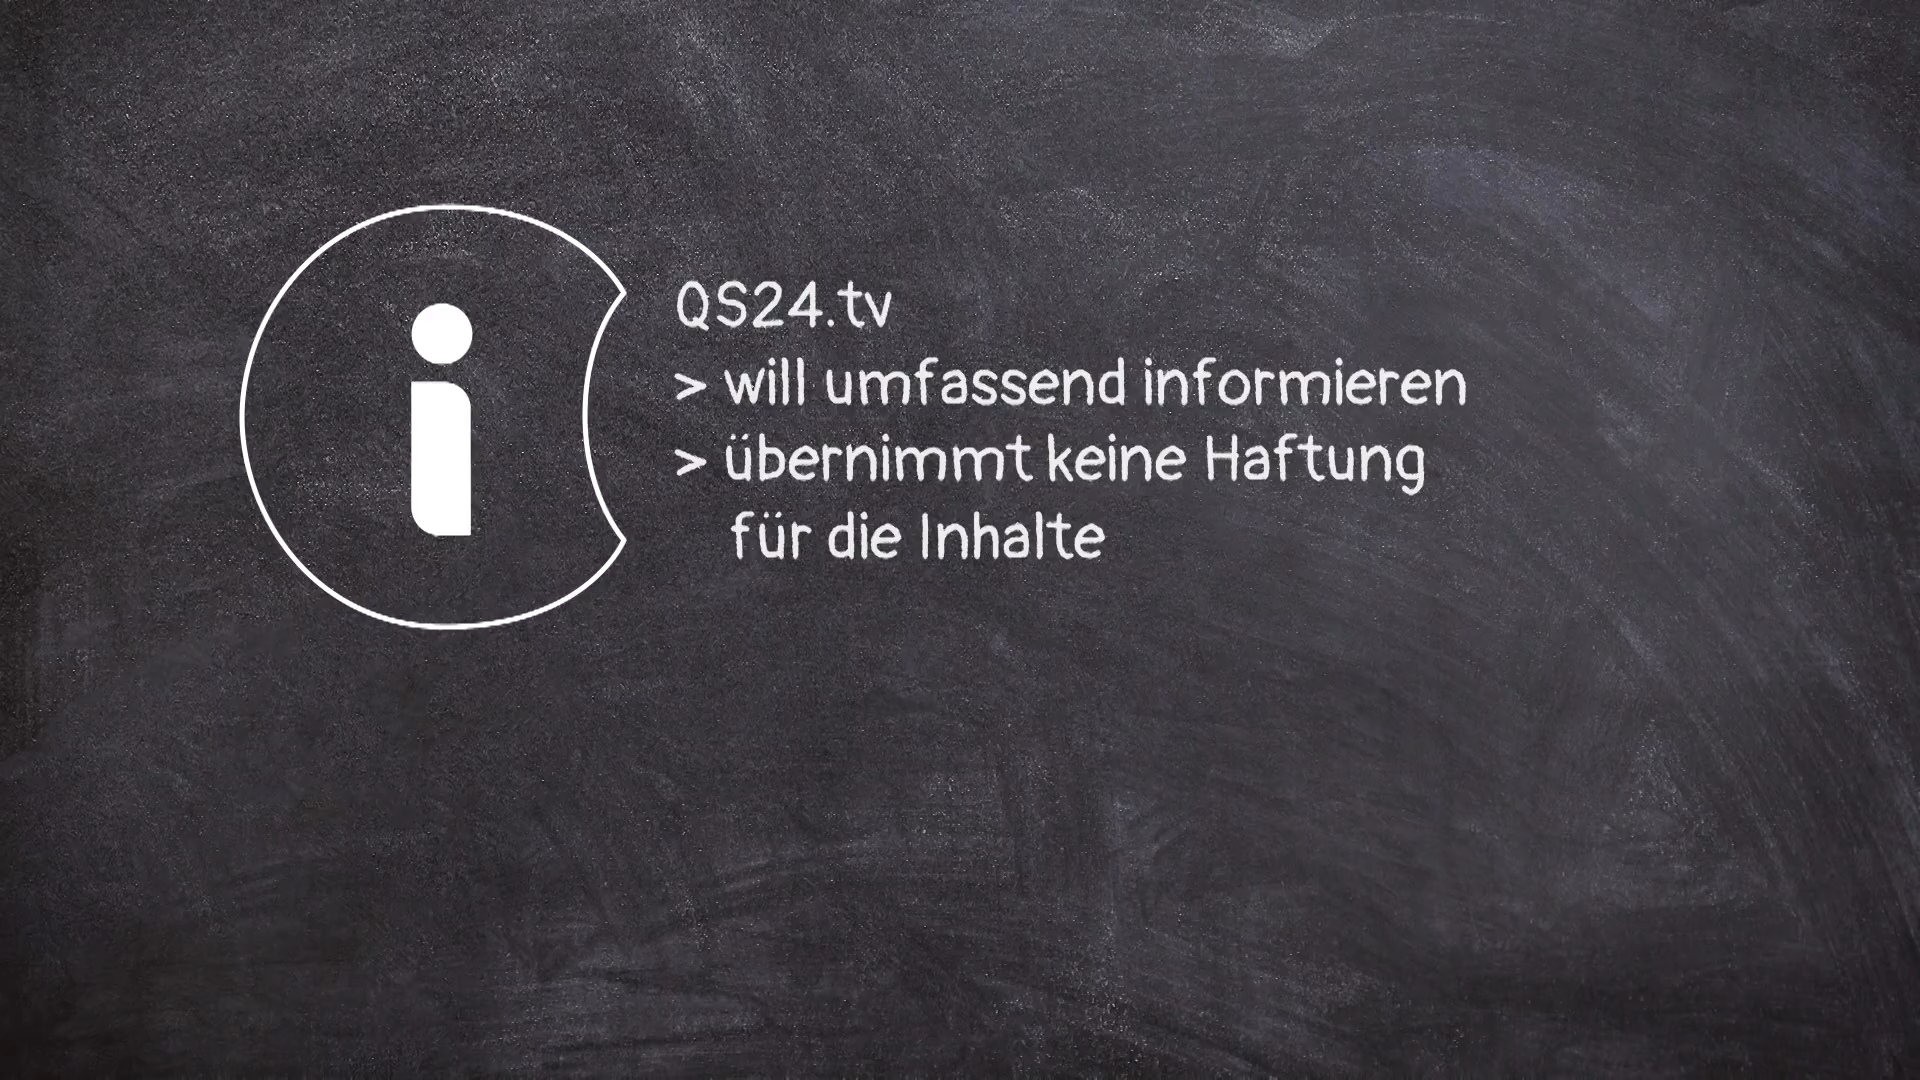 QS24.tv
> will umfassend informieren
> übernimmt keine Haftung
für die Inhalte